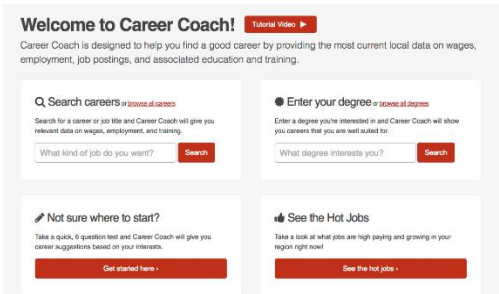 Welcome to Career Coach!
Tutorial Video
Career Coach is designed to help you find a good career by providing the most current local data on wages,
employment, job postings, and associated education and training.
Search careers or browse all careers
Search for a career or job title and Career Coach will give you
relevant data on wages, employment, and training.
What kind of job do you want?
Search
Enter your degree or browse all degrees
Enter a degree you're interested in and Career Coach will show
you careers that you are well suited for.
What degree interests you?
Search
Not sure where to start?
Take a quick, 6 question test and Career Coach will give you
career suggestions based on your interests.
Get started here ›
See the Hot Jobs
Take a look at what jobs are high paying and growing in your
region right now!
See the hot jobs ›